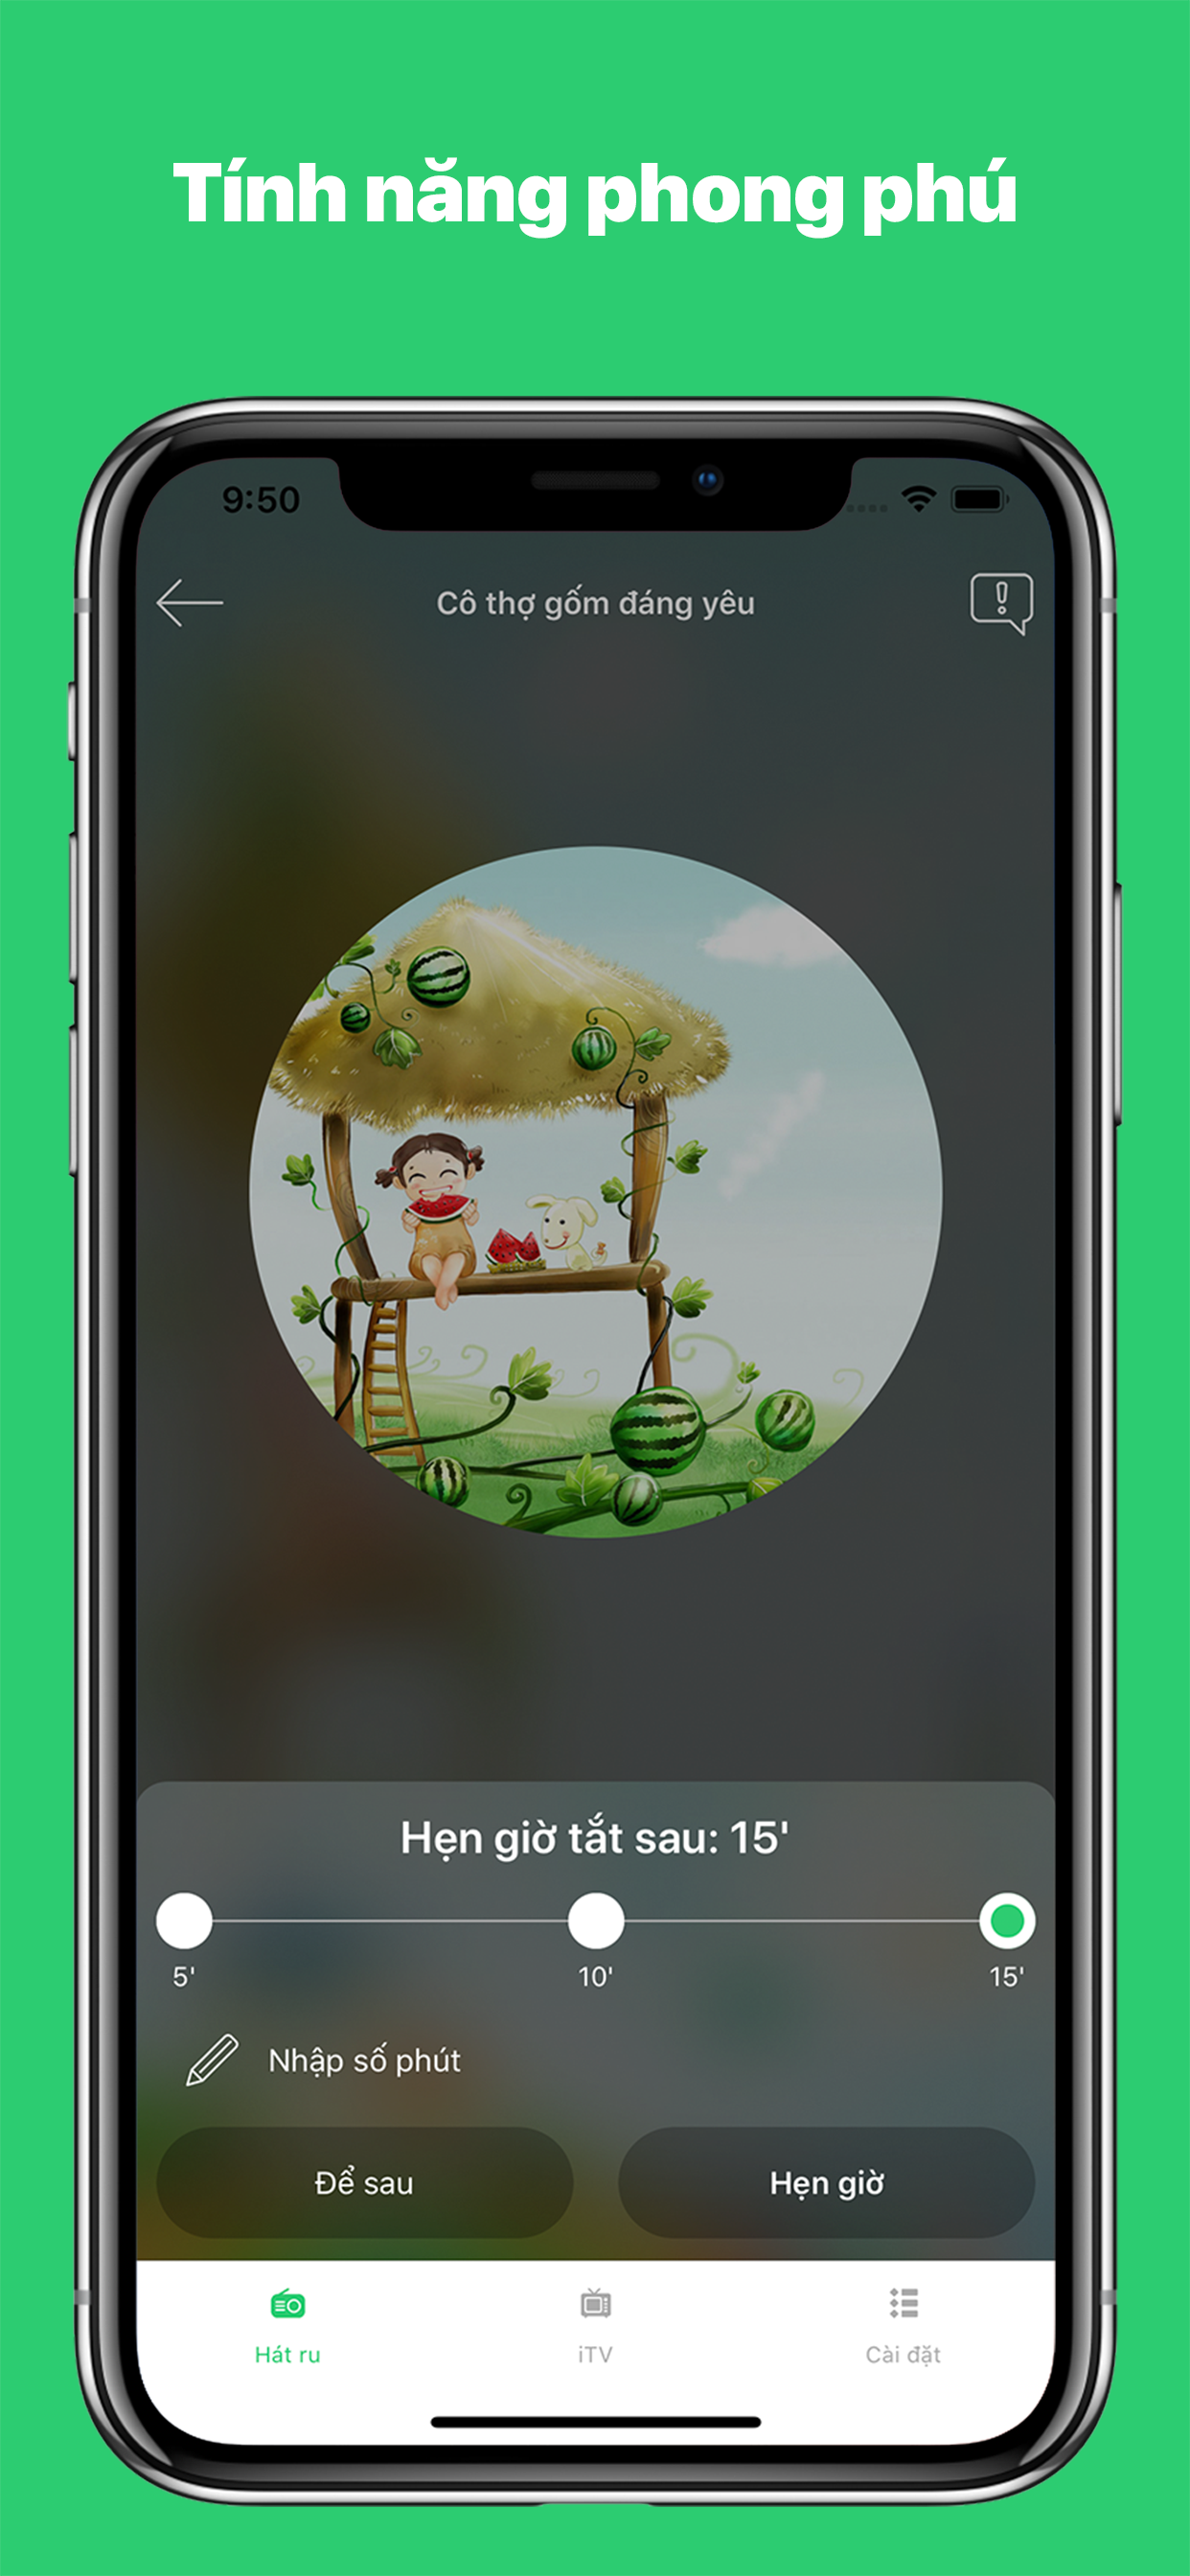 Tính năng phong phú
9:50
Cô thợ gốm đáng yêu
Hẹn giờ tắt sau: 15'
5' 10' 15'
Nhập số phút
Để sau Hẹn giờ
Hát ru iTV Cài đặt